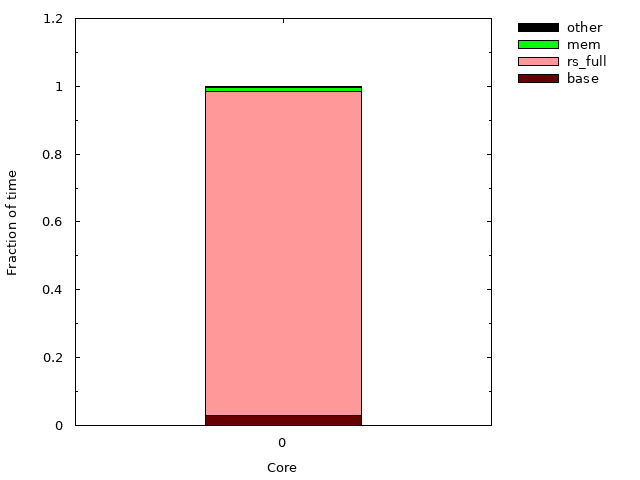 1.2
1
0.8
0.6
0.4
0.2
0
Fraction of time
0
Core
other
mem
rs_full
base